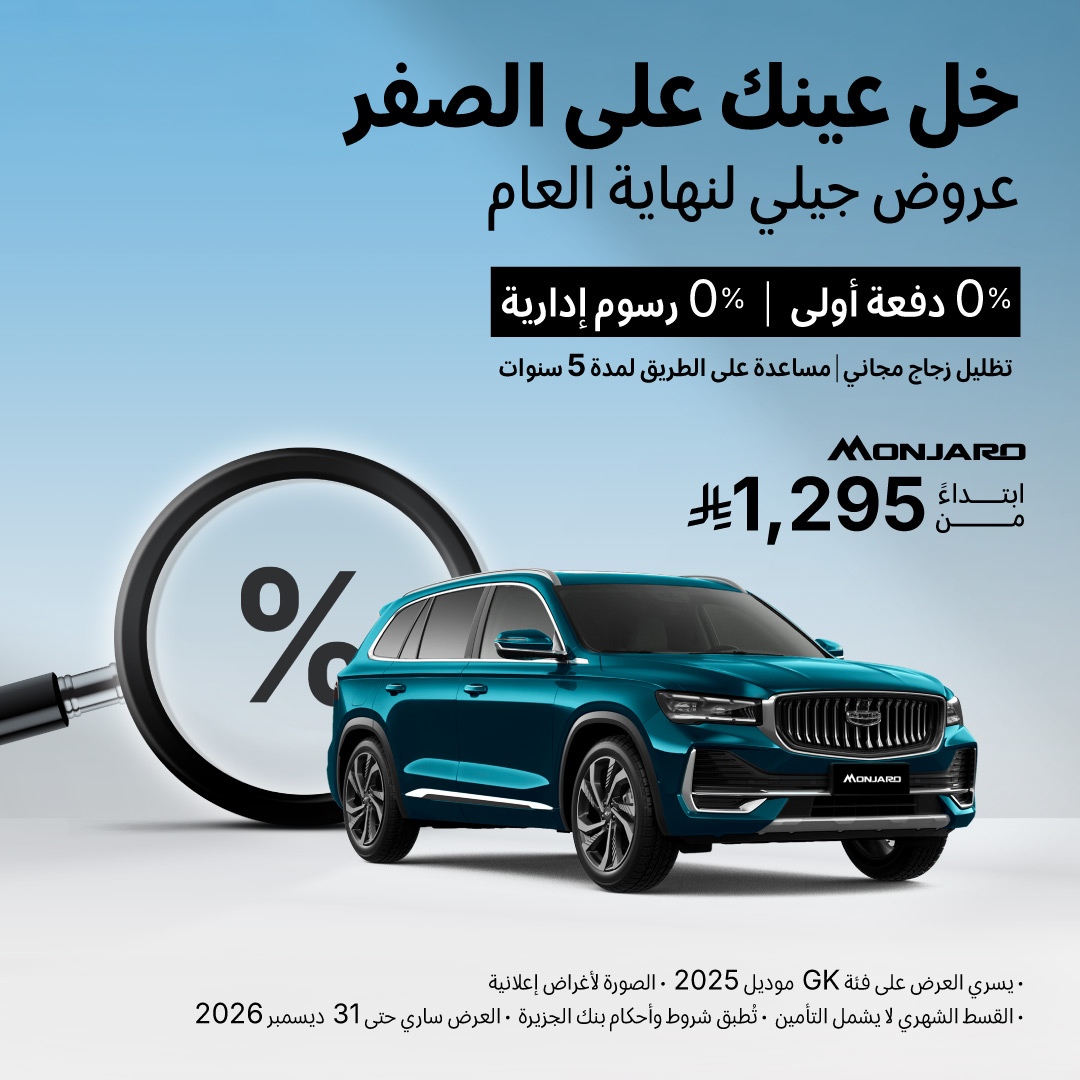 خل عينك على الصفر
عروض جيلي لنهاية العام
0% دفعة أولى | 0% رسوم إدارية
تظليل زجاج مجاني | مساعدة على الطريق لمدة 5 سنوات
MONJARO
ابتداءً من 1,295 ⃁
%
GEELY
MONJARO
• يسري العرض على فئة GK موديل 2025 • الصورة لأغراض إعلانية
• القسط الشهري لا يشمل التأمين • تُطبق شروط وأحكام بنك الجزيرة • العرض ساري حتى 31 ديسمبر 2026